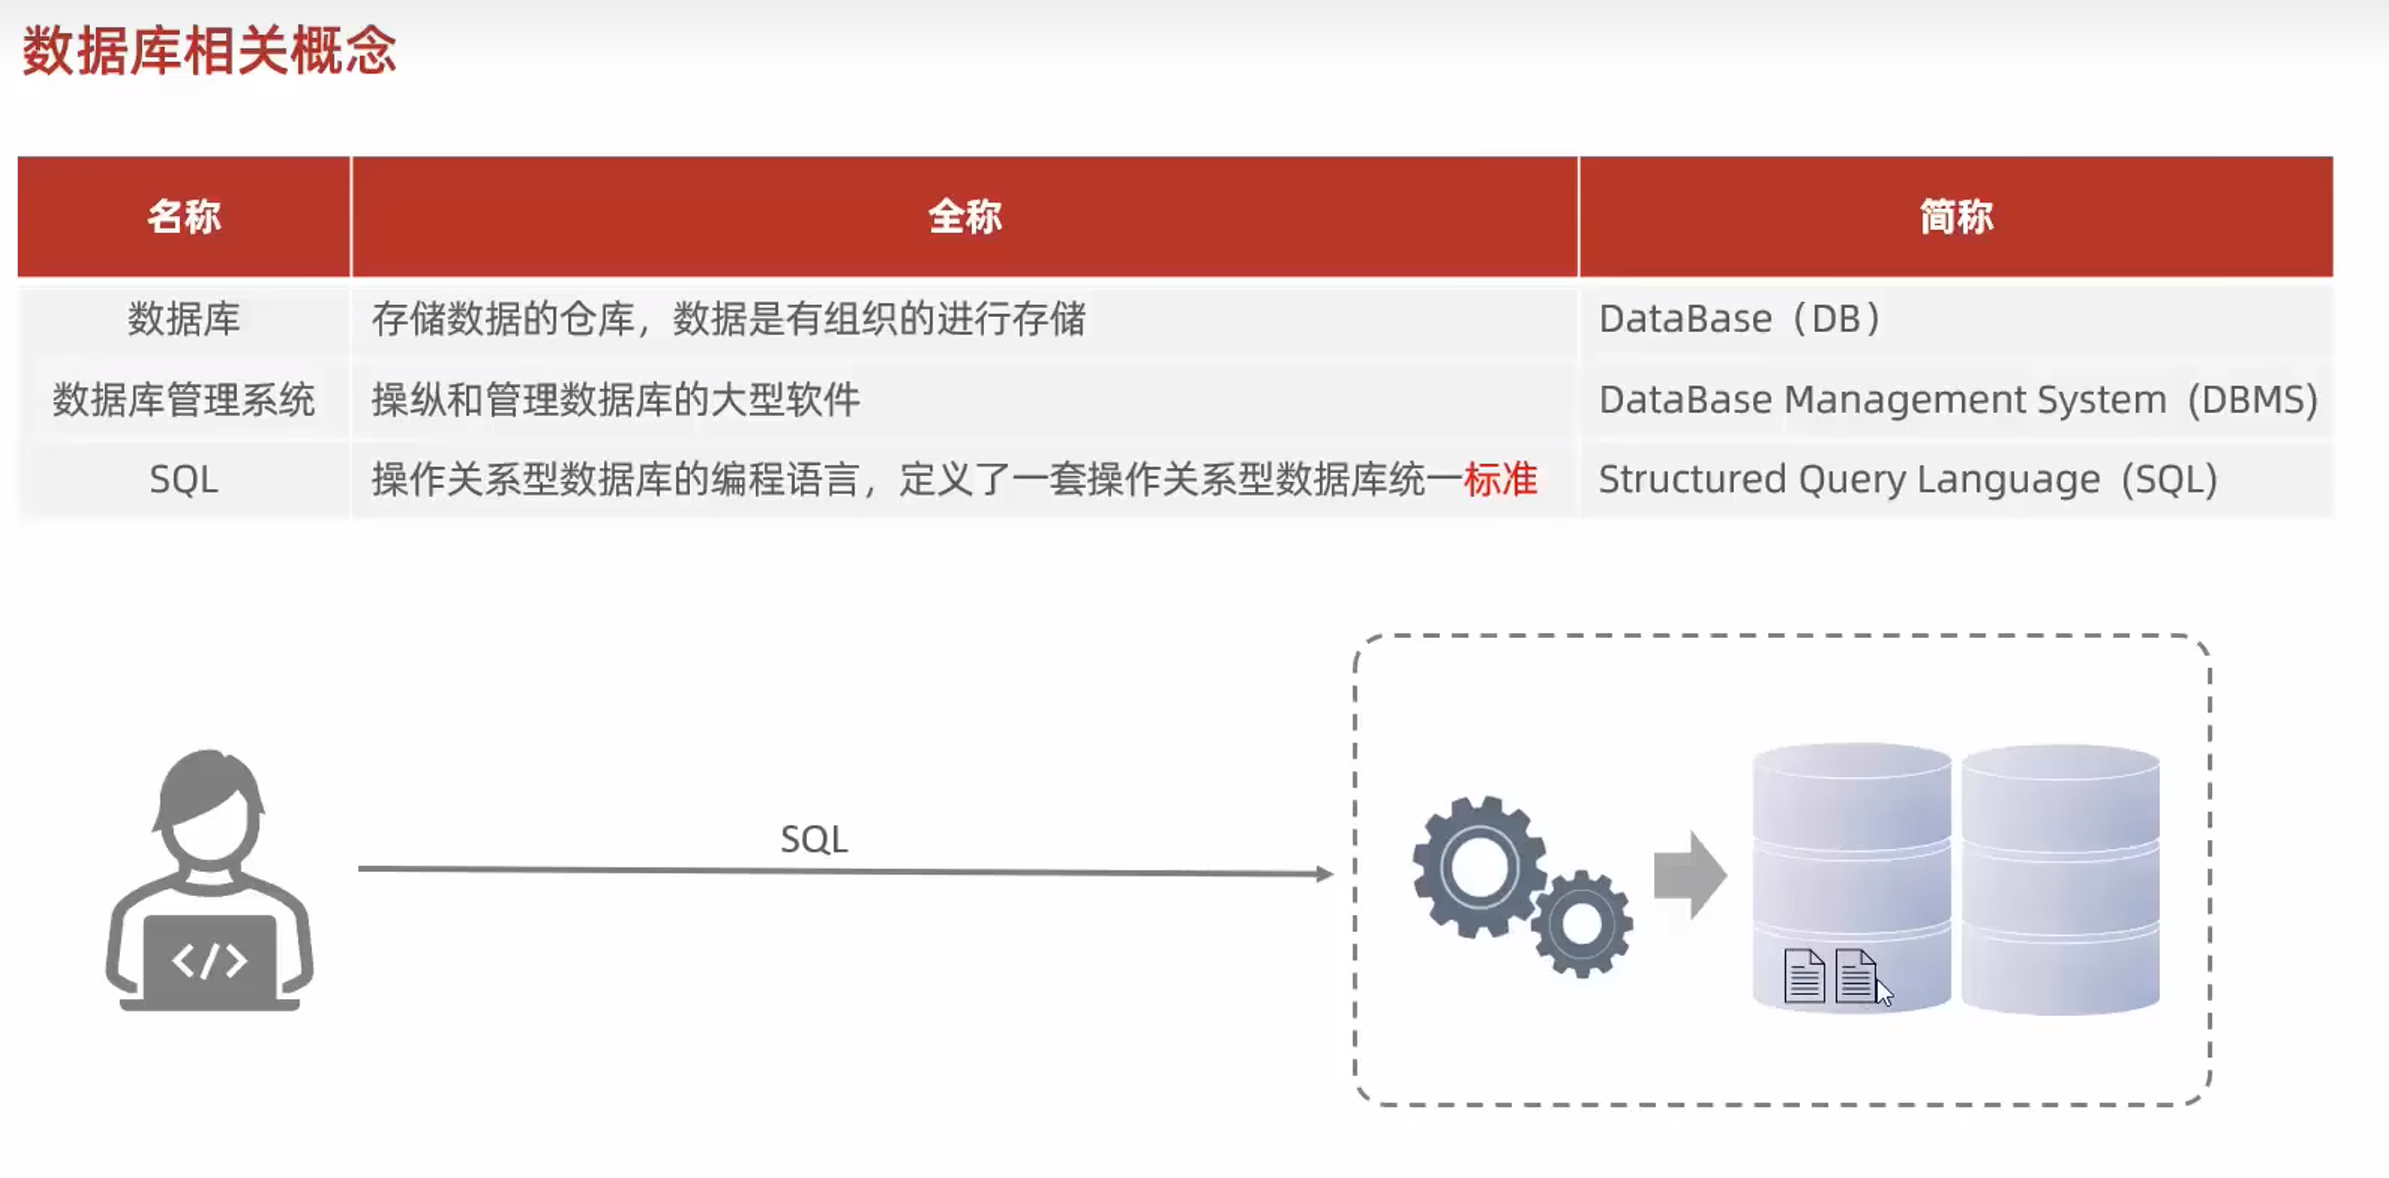 数据库相关概念
名称 全称 简称
数据库 存储数据的仓库，数据是有组织的进行存储 DataBase（DB）
数据库管理系统 操纵和管理数据库的大型软件 DataBase Management System (DBMS)
SQL 操作关系型数据库的编程语言，定义了一套操作关系型数据库统一标准 Structured Query Language (SQL)
SQL
</>